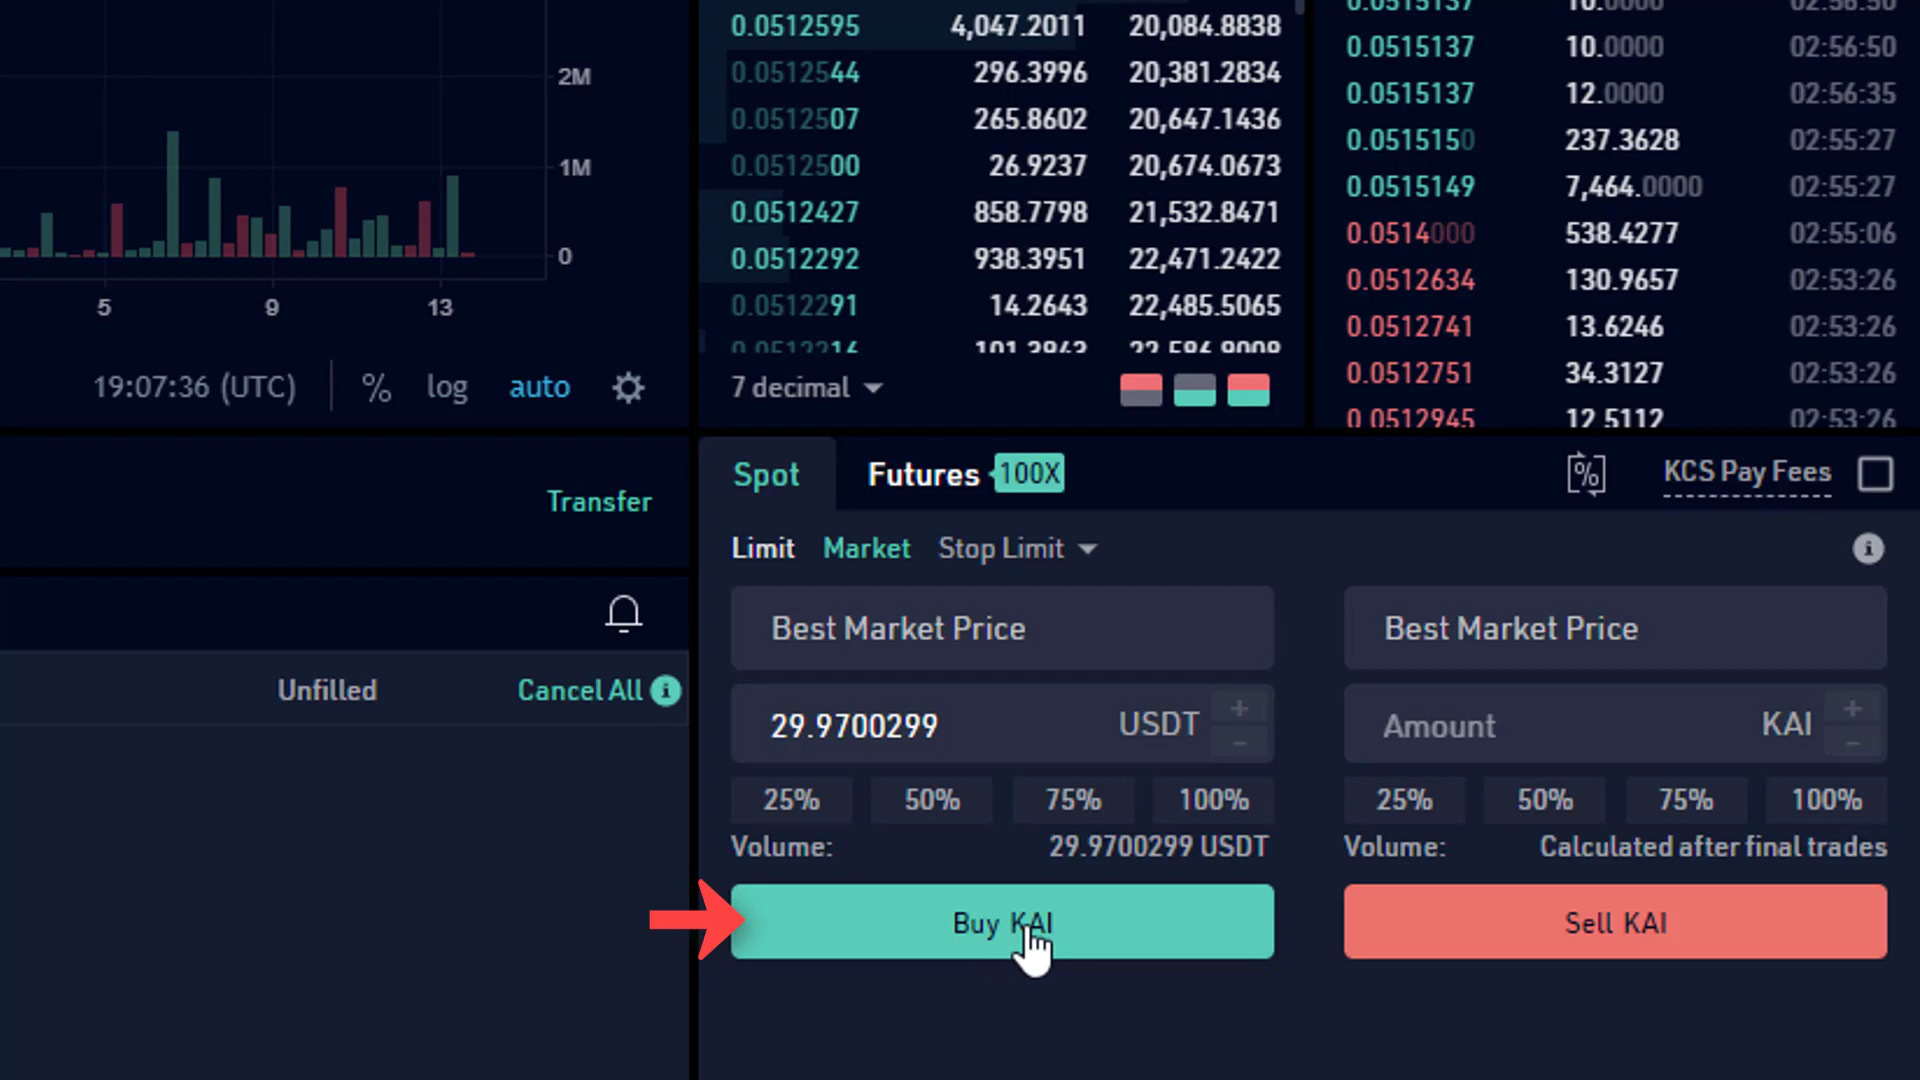 2M
1M
0
5 9 13
19:07:36 (UTC) % log auto
Transfer
Unfilled Cancel All
0.0512595 4,047.2011 20,084.8838
0.0512544 296.3996 20,381.2834
0.0512507 265.8602 20,647.1436
0.0512500 26.9237 20,674.0673
0.0512427 858.7798 21,532.8471
0.0512292 938.3951 22,471.2422
0.0512291 14.2643 22,485.5065
7 decimal
0.0515137 10.0000 02:56:50
0.0515137 12.0000 02:56:35
0.0515150 237.3628 02:55:27
0.0515149 7,464.0000 02:55:27
0.0514000 538.4277 02:55:06
0.0512634 130.9657 02:53:26
0.0512741 13.6246 02:53:26
0.0512751 34.3127 02:53:26
0.0512945 12.5112 02:53:26
Spot Futures 100X % KCS Pay Fees
Limit Market Stop Limit
Best Market Price
29.9700299 USDT + -
25% 50% 75% 100%
Volume: 29.9700299 USDT
Buy KAI
Best Market Price
Amount KAI + -
25% 50% 75% 100%
Volume: Calculated after final trades
Sell KAI